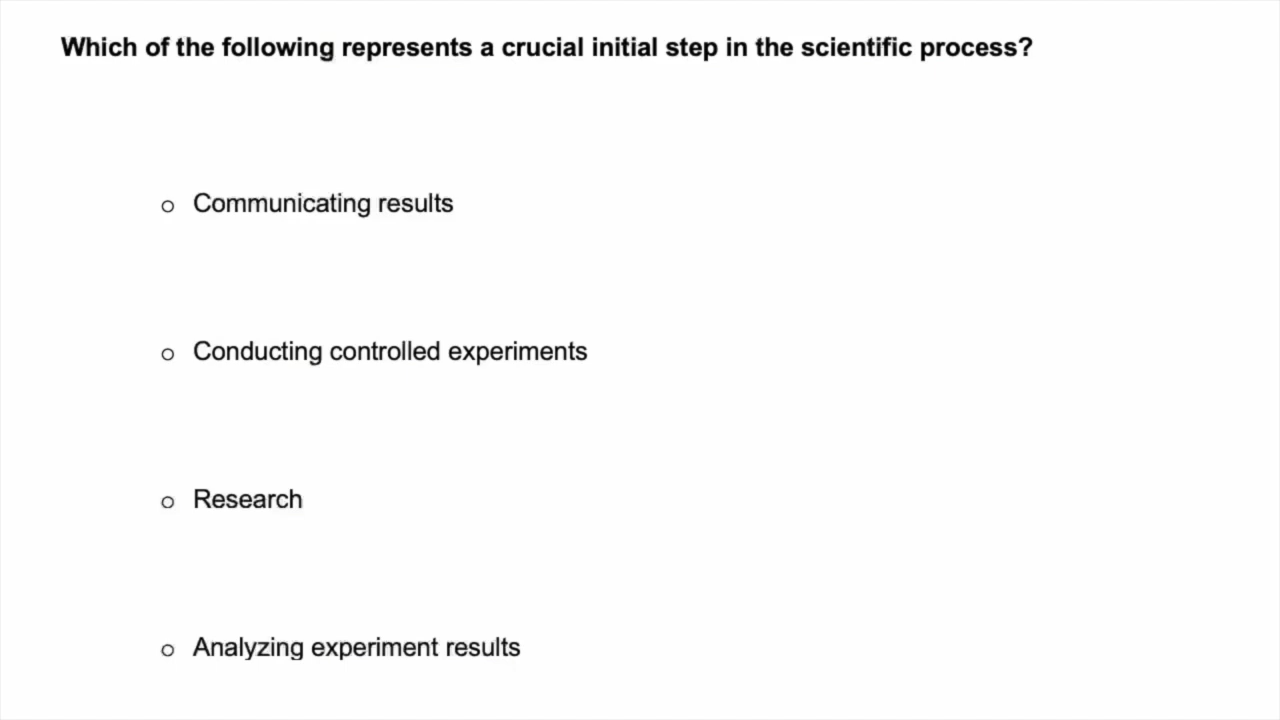 Which of the following represents a crucial initial step in the scientific process?
o Communicating results
o Conducting controlled experiments
o Research
o Analyzing experiment results